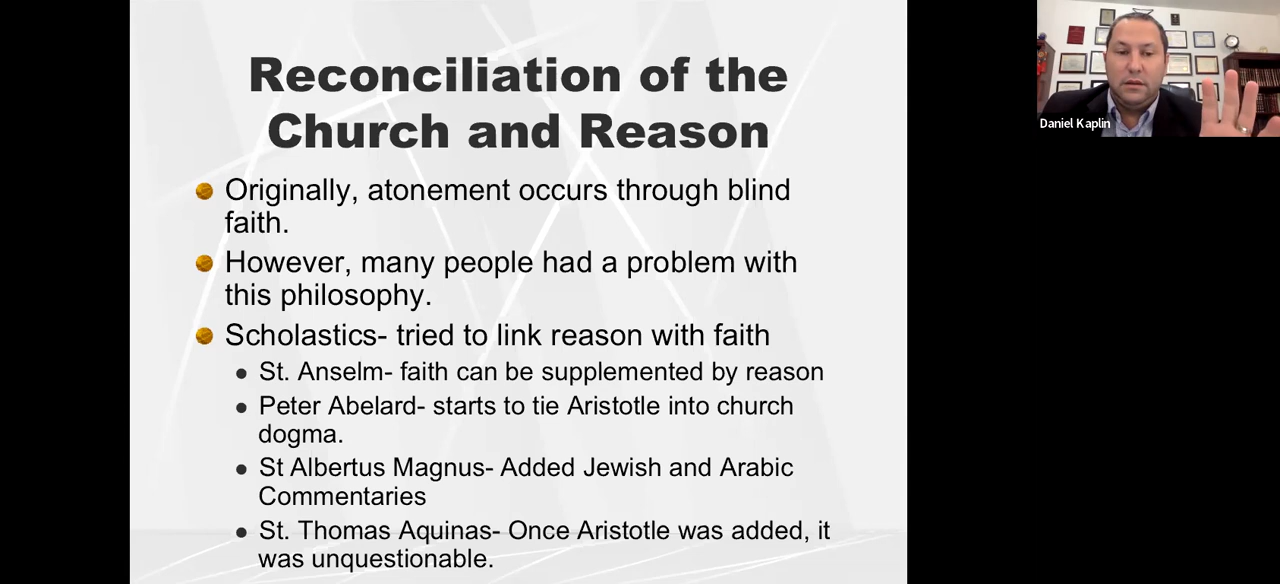 Reconciliation of the
Church and Reason
Originally, atonement occurs through blind
faith.
However, many people had a problem with
this philosophy.
Scholastics- tried to link reason with faith
St. Anselm- faith can be supplemented by reason
Peter Abelard- starts to tie Aristotle into church
dogma.
St Albertus Magnus- Added Jewish and Arabic
Commentaries
St. Thomas Aquinas- Once Aristotle was added, it
was unquestionable.
Daniel Kaplin